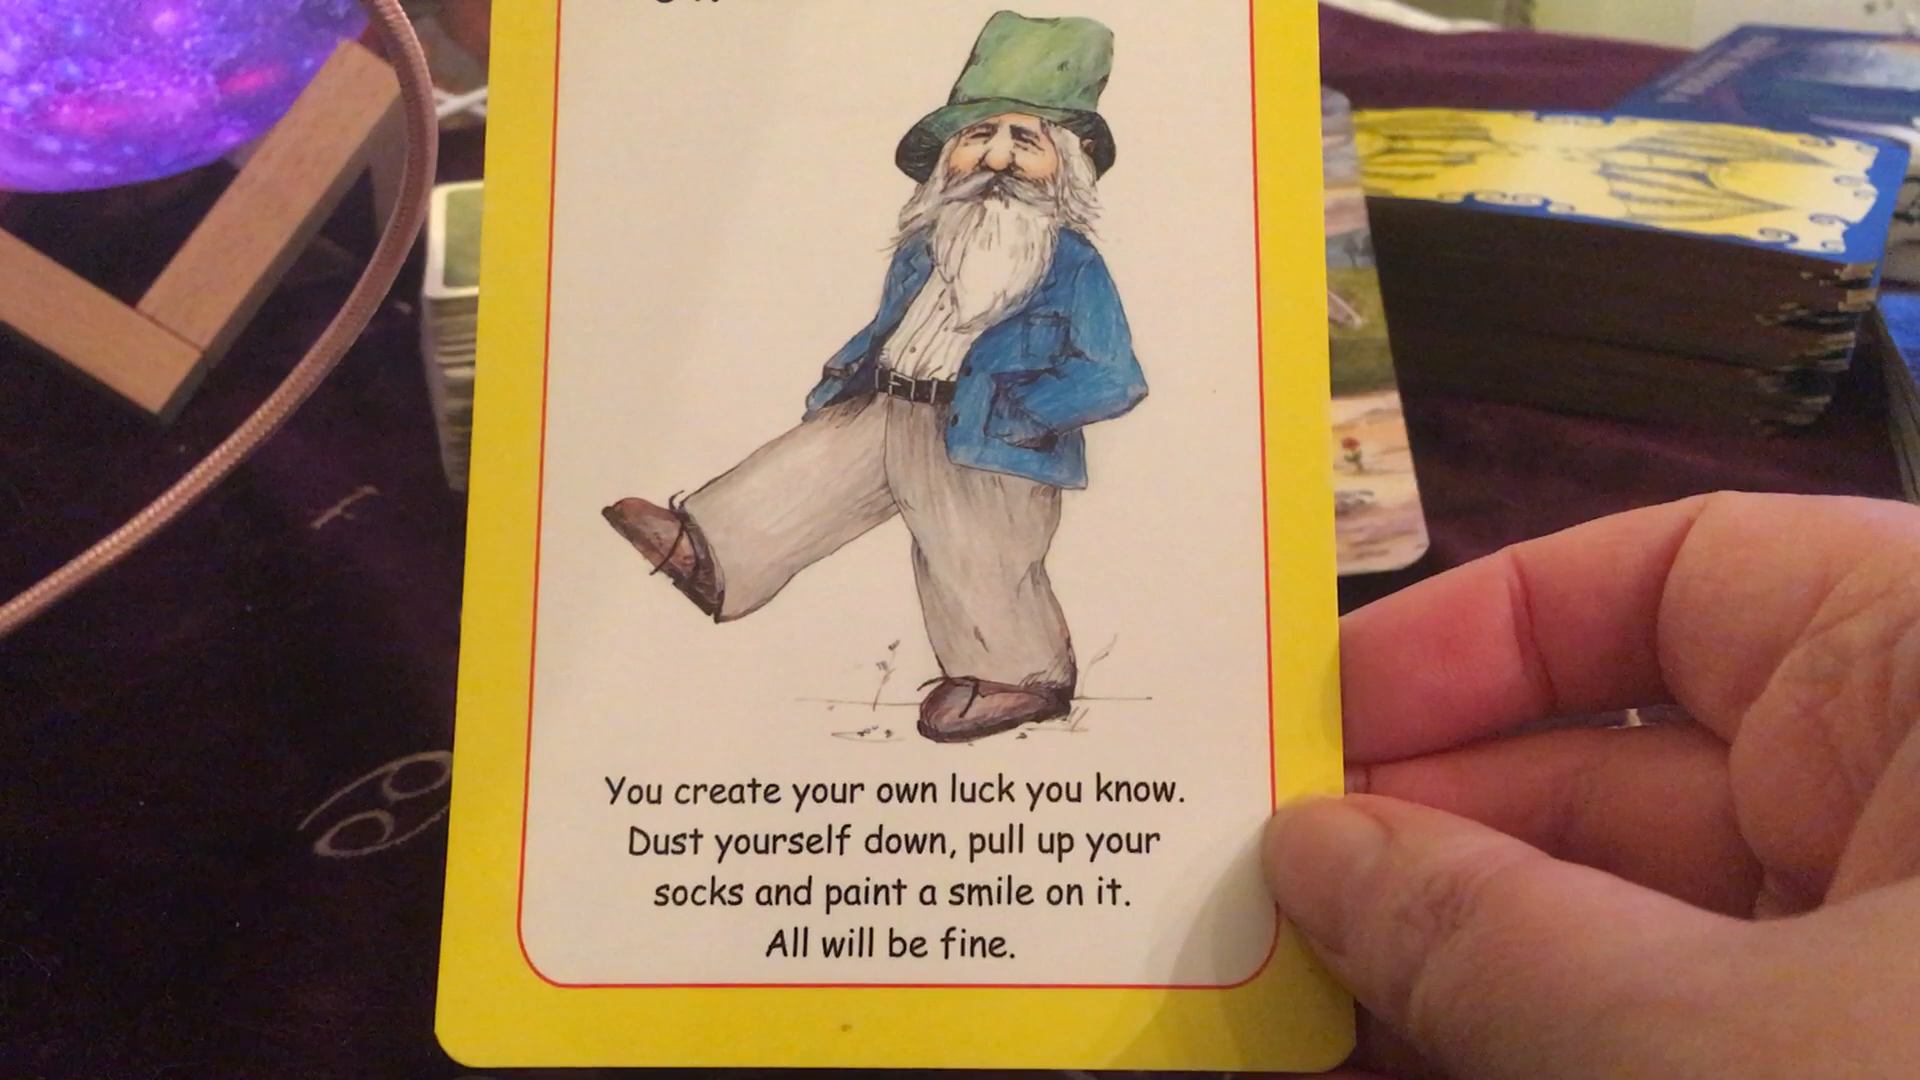 You create your own luck you know.
Dust yourself down, pull up your
socks and paint a smile on it.
All will be fine.